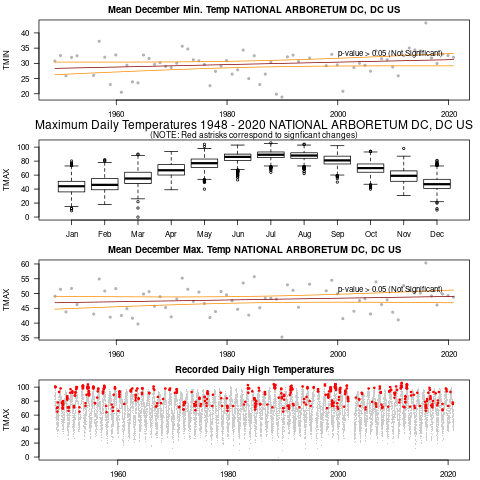 Mean December Min. Temp NATIONAL ARBORETUM DC, DC US
TMIN
40
35
30
25
20
p-value > 0.05 (Not Significant)
1960 1980 2000 2020
Maximum Daily Temperatures 1948 - 2020 NATIONAL ARBORETUM DC, DC US
(NOTE: Red astrisks correspond to signficant changes)
TMAX
100
80
60
40
20
0
Jan Feb Mar Apr May Jun Jul Aug Sep Oct Nov Dec
Mean December Max. Temp NATIONAL ARBORETUM DC, DC US
TMAX
60
55
50
45
40
35
p-value > 0.05 (Not Significant)
1960 1980 2000 2020
Recorded Daily High Temperatures
TMAX
100
80
60
40
20
0
1960 1980 2000 2020